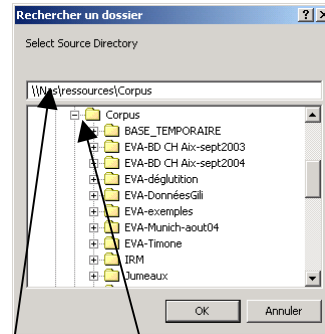 Rechercher un dossier
Select Source Directory
\\Nas\ressources\Corpus
Corpus
BASE_TEMPORAIRE
EVA-BD CH Aix-sept2003
EVA-BD CH Aix-sept2004
EVA-déglutition
EVA-DonnéesGili
EVA-exemples
EVA-Munich-aout04
EVA-Timone
IRM
Jumeaux
OK Annuler